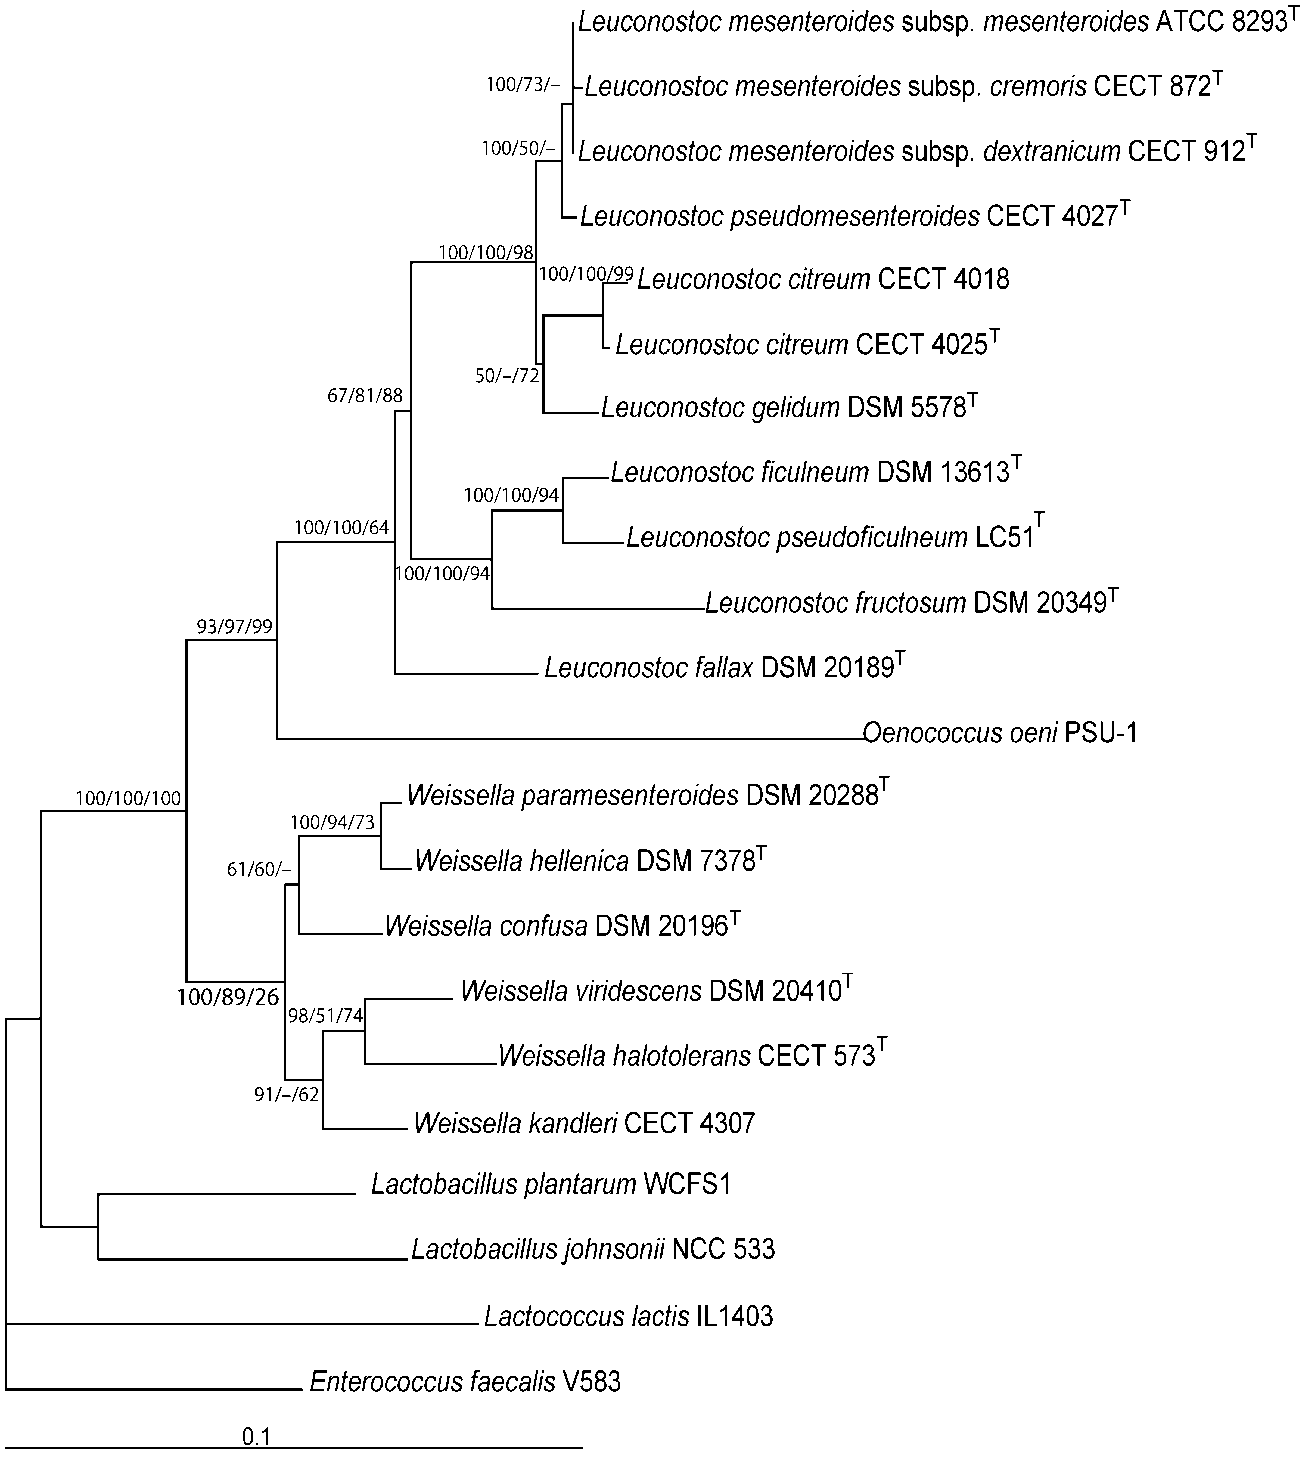 Leuconostoc mesenteroides subsp. mesenteroides ATCC 8293T
100/73/–
Leuconostoc mesenteroides subsp. cremoris CECT 872T
100/50/–
Leuconostoc mesenteroides subsp. dextranicum CECT 912T
Leuconostoc pseudomesenteroides CECT 4027T
100/100/98
100/100/99
Leuconostoc citreum CECT 4018
Leuconostoc citreum CECT 4025T
50/–/72
67/81/88
Leuconostoc gelidum DSM 5578T
Leuconostoc ficulneum DSM 13613T
100/100/94
100/100/64
Leuconostoc pseudoficulneum LC51T
100/100/94
Leuconostoc fructosum DSM 20349T
93/97/99
Leuconostoc fallax DSM 20189T
Oenococcus oeni PSU-1
100/100/100
Weissella paramesenteroides DSM 20288T
100/94/73
Weissella hellenica DSM 7378T
61/60/–
Weissella confusa DSM 20196T
100/89/26
Weissella viridescens DSM 20410T
98/51/74
Weissella halotolerans CECT 573T
91/–/62
Weissella kandleri CECT 4307
Lactobacillus plantarum WCFS1
Lactobacillus johnsonii NCC 533
Lactococcus lactis IL1403
Enterococcus faecalis V583
0.1